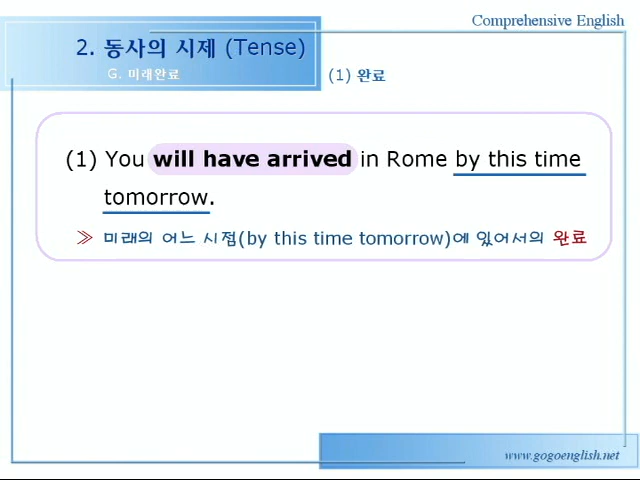 Comprehensive English
2. 동사의 시제 (Tense)
G. 미래완료
(1) 완료
(1) You will have arrived in Rome by this time
tomorrow.
≫ 미래의 어느 시점(by this time tomorrow)에 있어서의 완료
www.gogoenglish.net